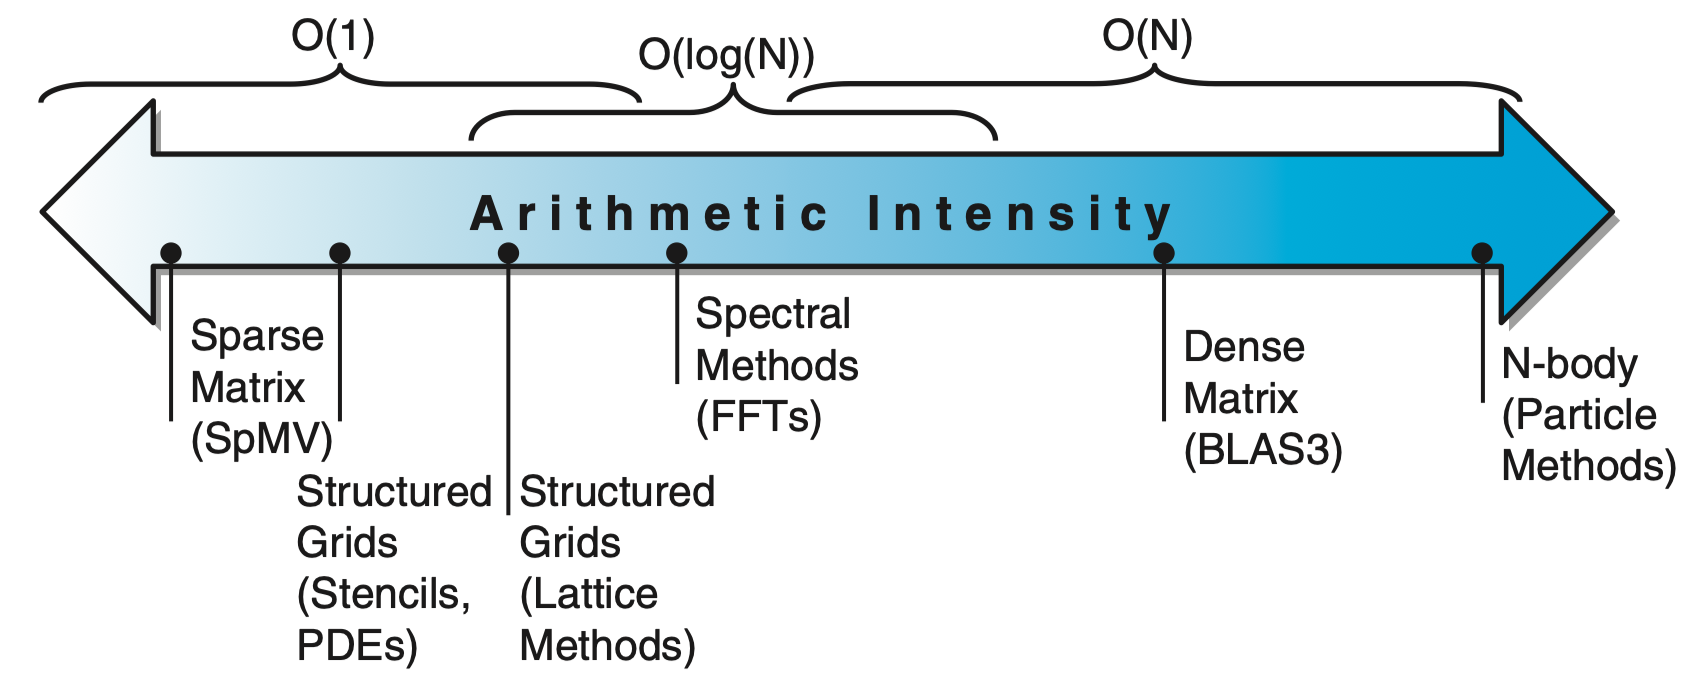 O(1)
O(log(N))
O(N)
Arithmetic Intensity
Sparse
Matrix
(SpMV)
Structured
Grids
(Stencils,
PDEs)
Structured
Grids
(Lattice
Methods)
Spectral
Methods
(FFTs)
Dense
Matrix
(BLAS3)
N-body
(Particle
Methods)